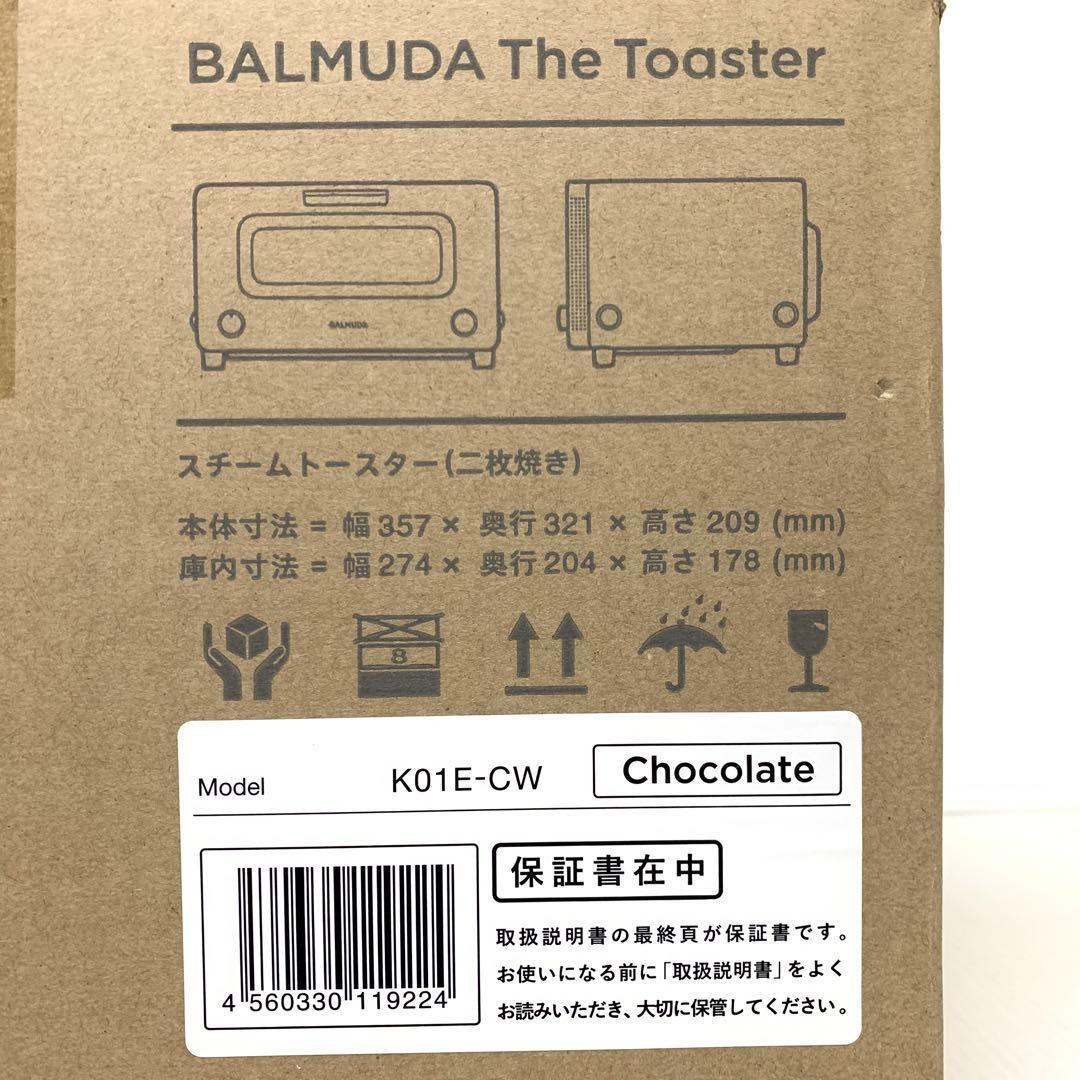 BALMUDA The Toaster
BALMUDA
スチームトースター(二枚焼き)
本体寸法 = 幅 357 × 奥行 321 × 高さ 209 (mm)
庫内寸法 = 幅 274 × 奥行 204 × 高さ 178 (mm)
8
Model K01E-CW Chocolate
保証書在中
取扱説明書の最終頁が保証書です。
お使いになる前に「取扱説明書」をよく
お読みいただき、大切に保管してください。
4 560330 119224